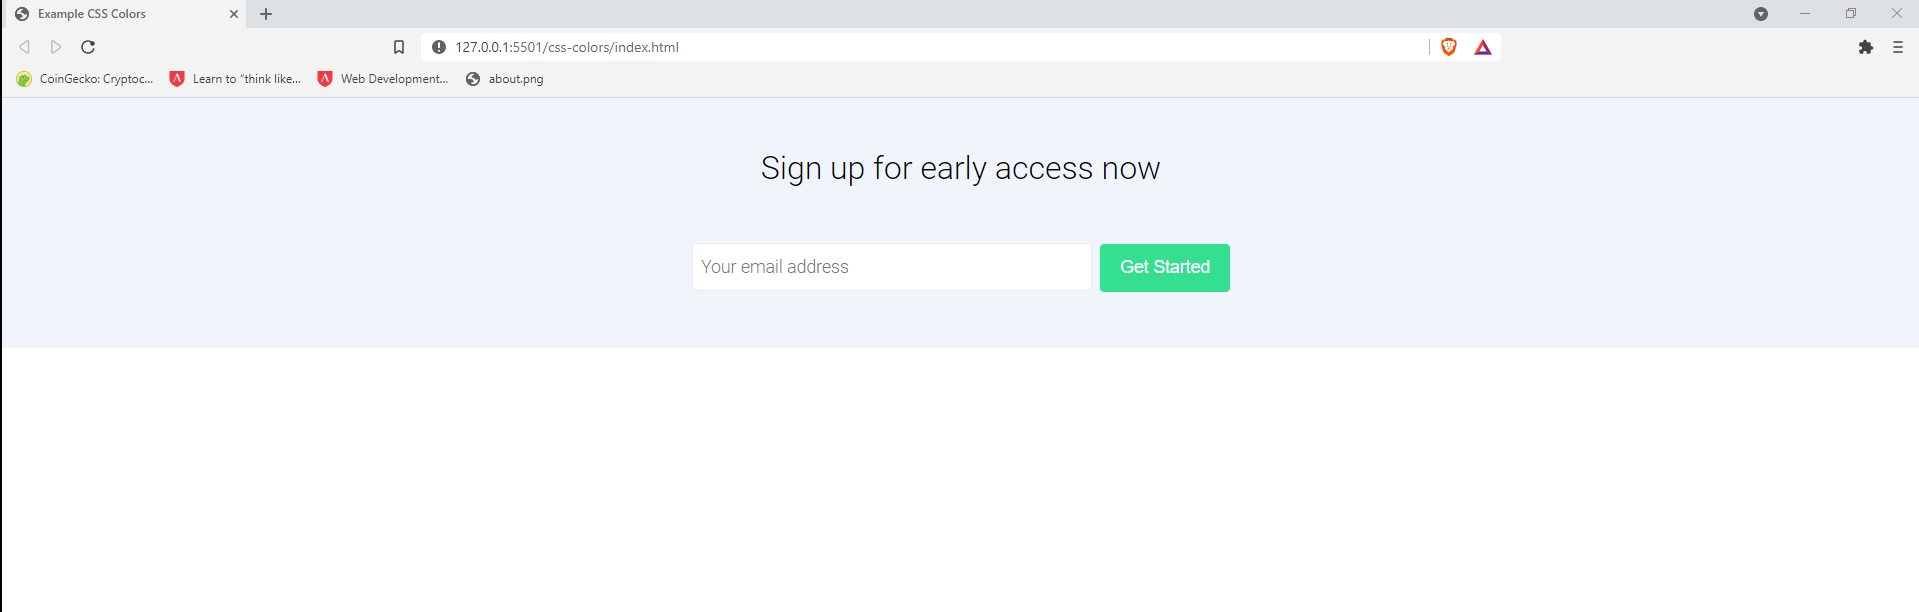 Example CSS Colors
127.0.0.1:5501/css-colors/index.html
CoinGecko: Cryptoc... Learn to “think like... Web Development... about.png
Sign up for early access now
Your email address Get Started